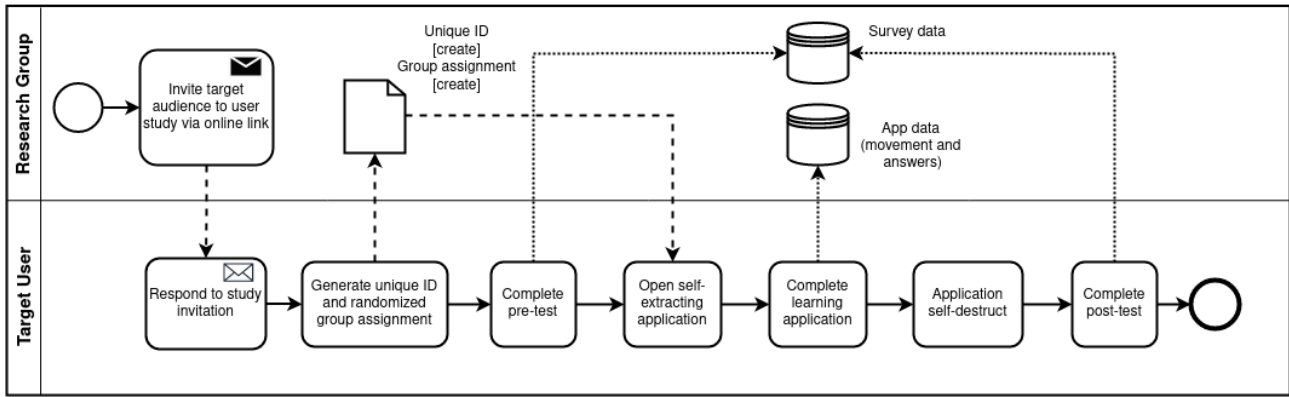 Research Group
Invite target
audience to user
study via online link
Unique ID
[create]
Group assignment
[create]
Survey data
App data
(movement and
answers)
Target User
Respond to study
invitation
Generate unique ID
and randomized
group assignment
Complete
pre-test
Open self-
extracting
application
Complete
learning
application
Application
self-destruct
Complete
post-test